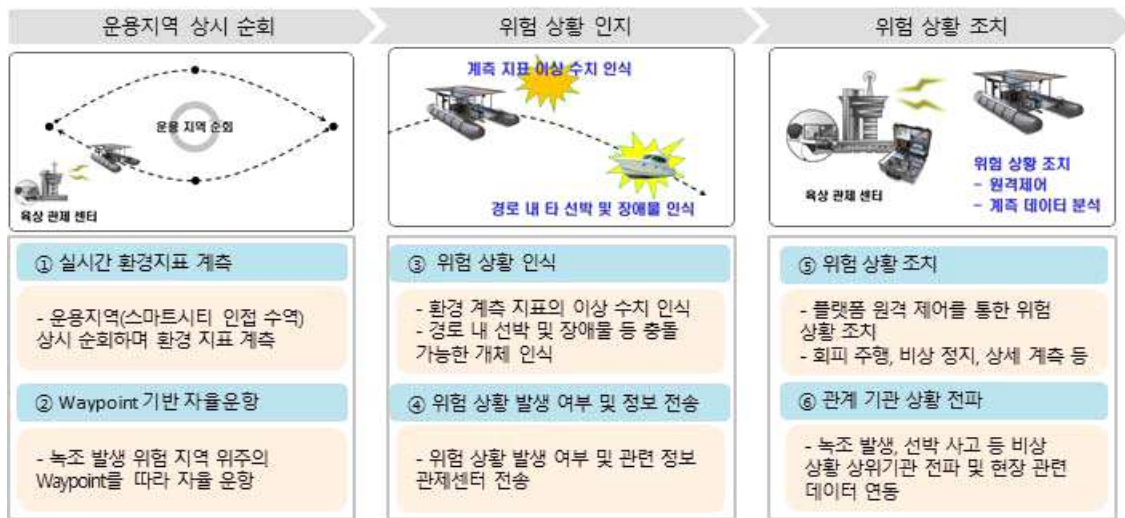 운용지역 상시 순회
위험 상황 인지
위험 상황 조치
운용 지역 순회
육상 관제 센터
계측 지표 이상 수치 인식
경로 내 타 선박 및 장애물 인식
육상 관제 센터
위험 상황 조치
- 원격제어
- 계측 데이터 분석
① 실시간 환경지표 계측
- 운용지역(스마트시티 인접 수역)
상시 순회하며 환경 지표 계측
② Waypoint 기반 자율운항
- 녹조 발생 위험 지역 위주의
Waypoint를 따라 자율 운항
③ 위험 상황 인식
- 환경 계측 지표의 이상 수치 인식
- 경로 내 선박 및 장애물 등 충돌
가능한 개체 인식
④ 위험 상황 발생 여부 및 정보 전송
- 위험 상황 발생 여부 및 관련 정보
관제센터 전송
⑤ 위험 상황 조치
- 플랫폼 원격 제어를 통한 위험
상황 조치
- 회피 주행, 비상 정지, 상세 계측 등
⑥ 관계 기관 상황 전파
- 녹조 발생, 선박 사고 등 비상
상황 상위기관 전파 및 현장 관련
데이터 연동